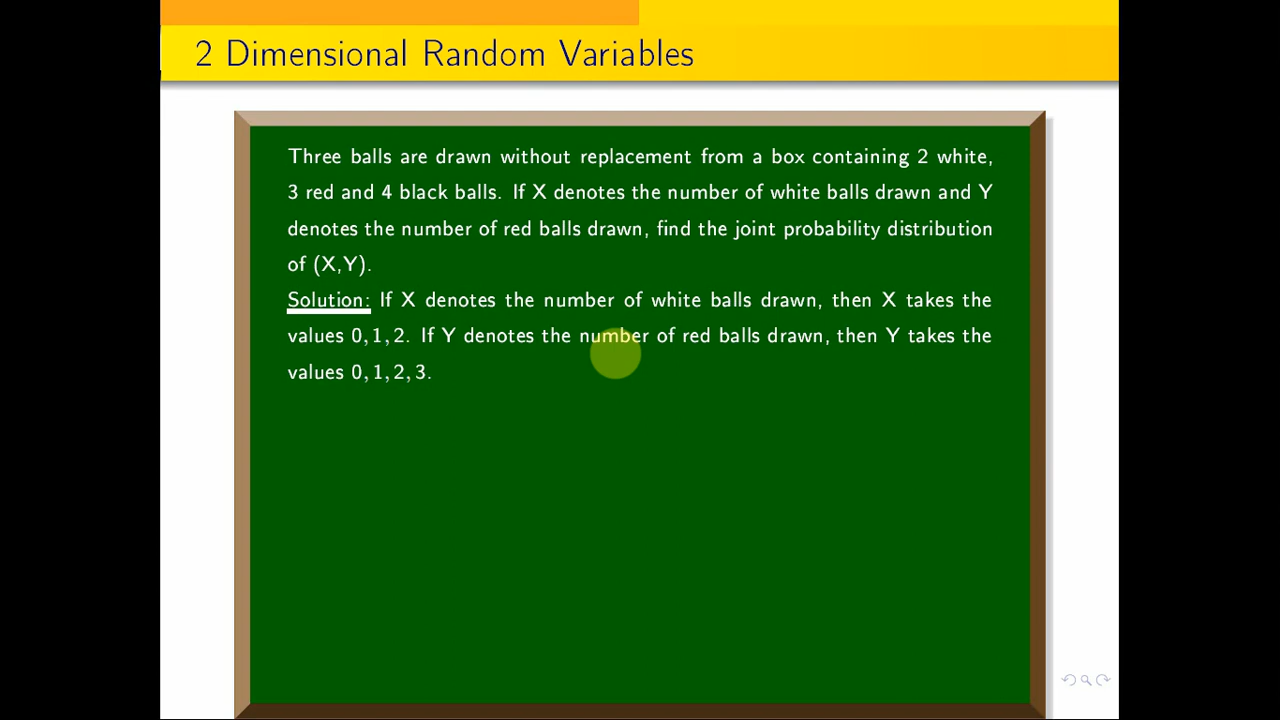 2 Dimensional Random Variables
Three balls are drawn without replacement from a box containing 2 white,
3 red and 4 black balls. If X denotes the number of white balls drawn and Y
denotes the number of red balls drawn, find the joint probability distribution
of (X,Y).
Solution: If X denotes the number of white balls drawn, then X takes the
values 0, 1, 2. If Y denotes the number of red balls drawn, then Y takes the
values 0, 1, 2, 3.